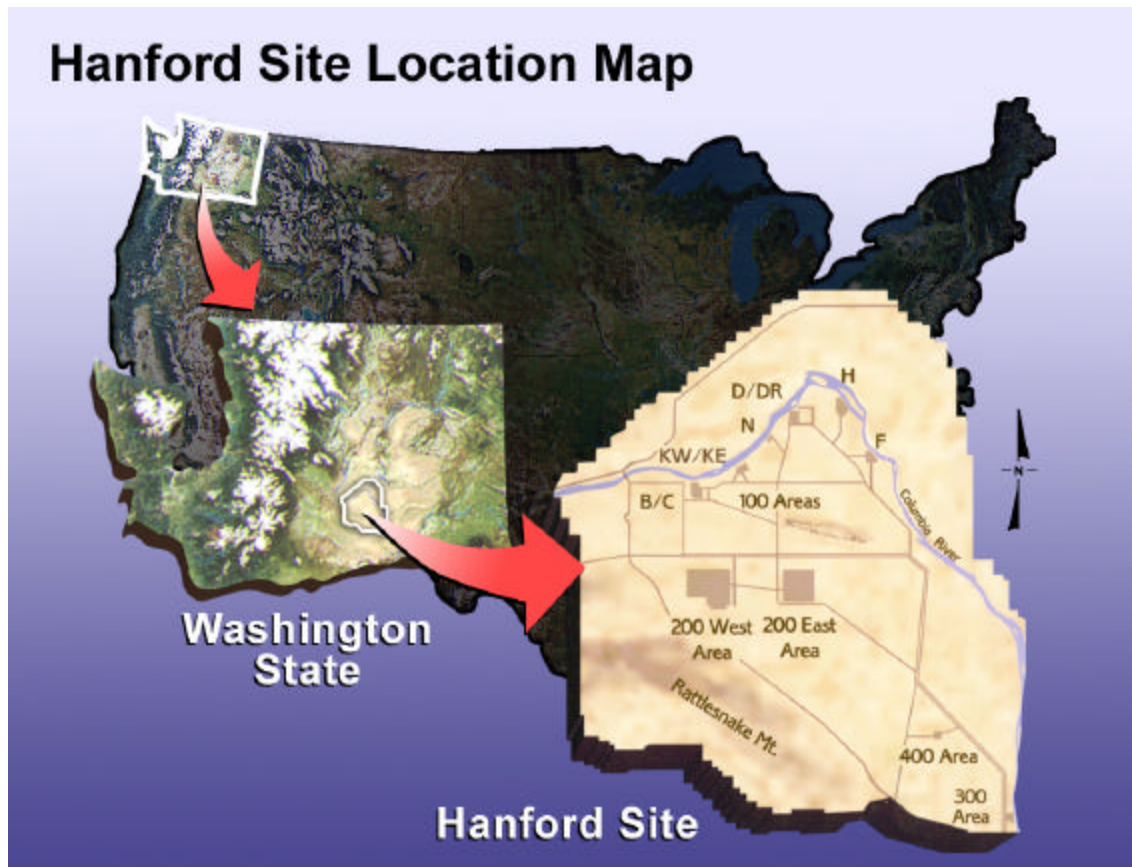 Hanford Site Location Map
H
D/DR
N
F
KW/KE
B/C
100 Areas
Columbia River
N
200 West
Area
200 East
Area
Washington
State
Rattlesnake Mt.
400 Area
300
Area
Hanford Site